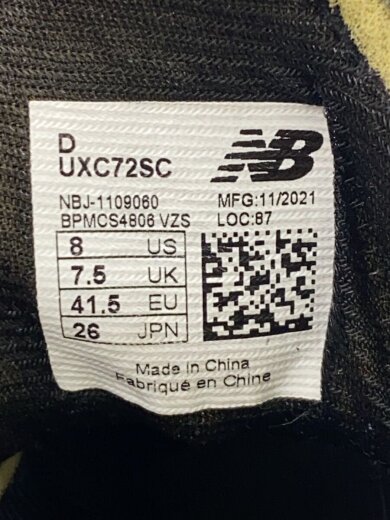 D
UXC72SC
NB
NBJ-1109060 MFG:11/2021
BPMCS4806 VZS LOC:87
8 US
7.5 UK
41.5 EU
26 JPN
Made in China
Fabriqué en Chine